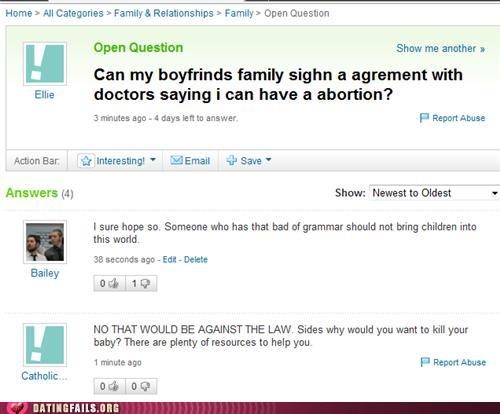 Home > All Categories > Family & Relationships > Family > Open Question
Open Question
Show me another »
Can my boyfrinds family sighn a agrement with
doctors saying i can have a abortion?
Ellie
3 minutes ago - 4 days left to answer.
Report Abuse
Action Bar:
Interesting!
Email
Save
Answers (4)
Show:
Newest to Oldest
I sure hope so. Someone who has that bad of grammar should not bring children into
this world.
38 seconds ago - Edit - Delete
Bailey
0
1
NO THAT WOULD BE AGAINST THE LAW. Sides why would you want to kill your
baby? There are plenty of resources to help you.
1 minute ago
Report Abuse
Catholic...
0
0
DATINGFAILS.ORG